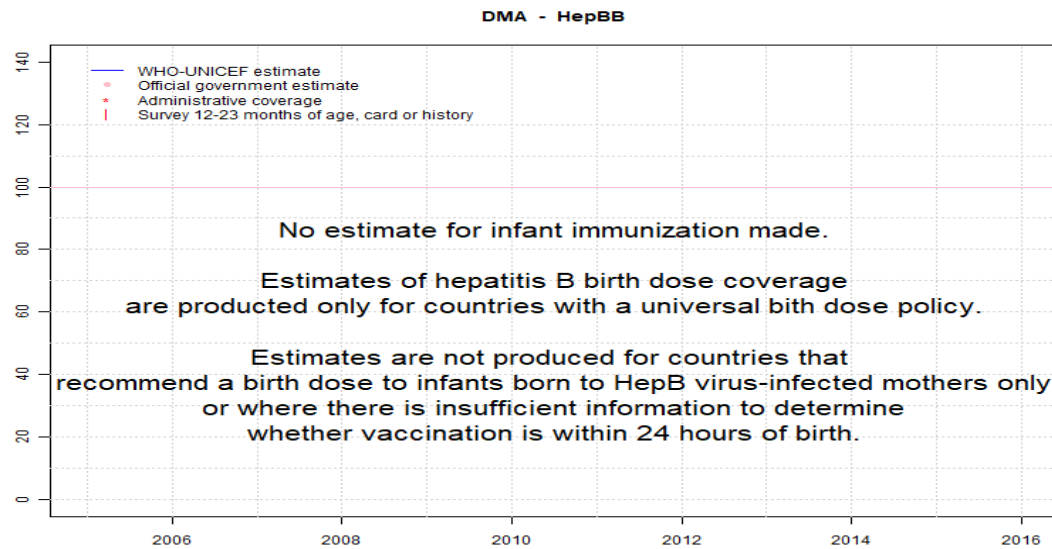 DMA - HepBB
140
120
100
80
60
40
20
0
WHO-UNICEF estimate
Official government estimate
Administrative coverage
Survey 12-23 months of age, card or history
No estimate for infant immunization made.
Estimates of hepatitis B birth dose coverage
are producted only for countries with a universal bith dose policy.
Estimates are not produced for countries that
recommend a birth dose to infants born to HepB virus-infected mothers only
or where there is insufficient information to determine
whether vaccination is within 24 hours of birth.
2006 2008 2010 2012 2014 2016